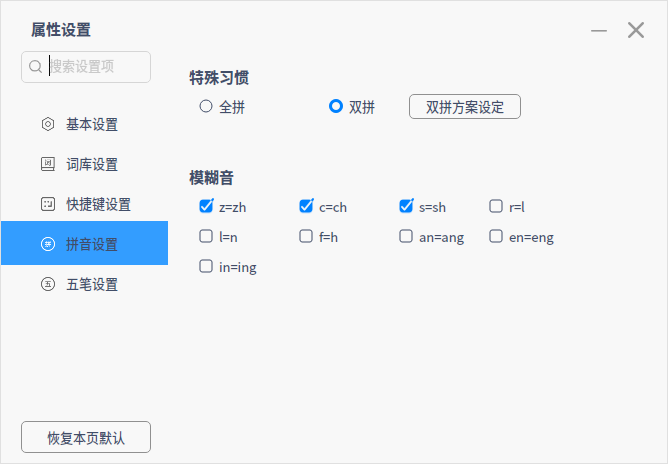 属性设置
搜索设置项
基本设置
词库设置
快捷键设置
拼音设置
五笔设置
恢复本页默认
特殊习惯
全拼 双拼 双拼方案设定
模糊音
z=zh c=ch s=sh r=l
l=n f=h an=ang en=eng
in=ing